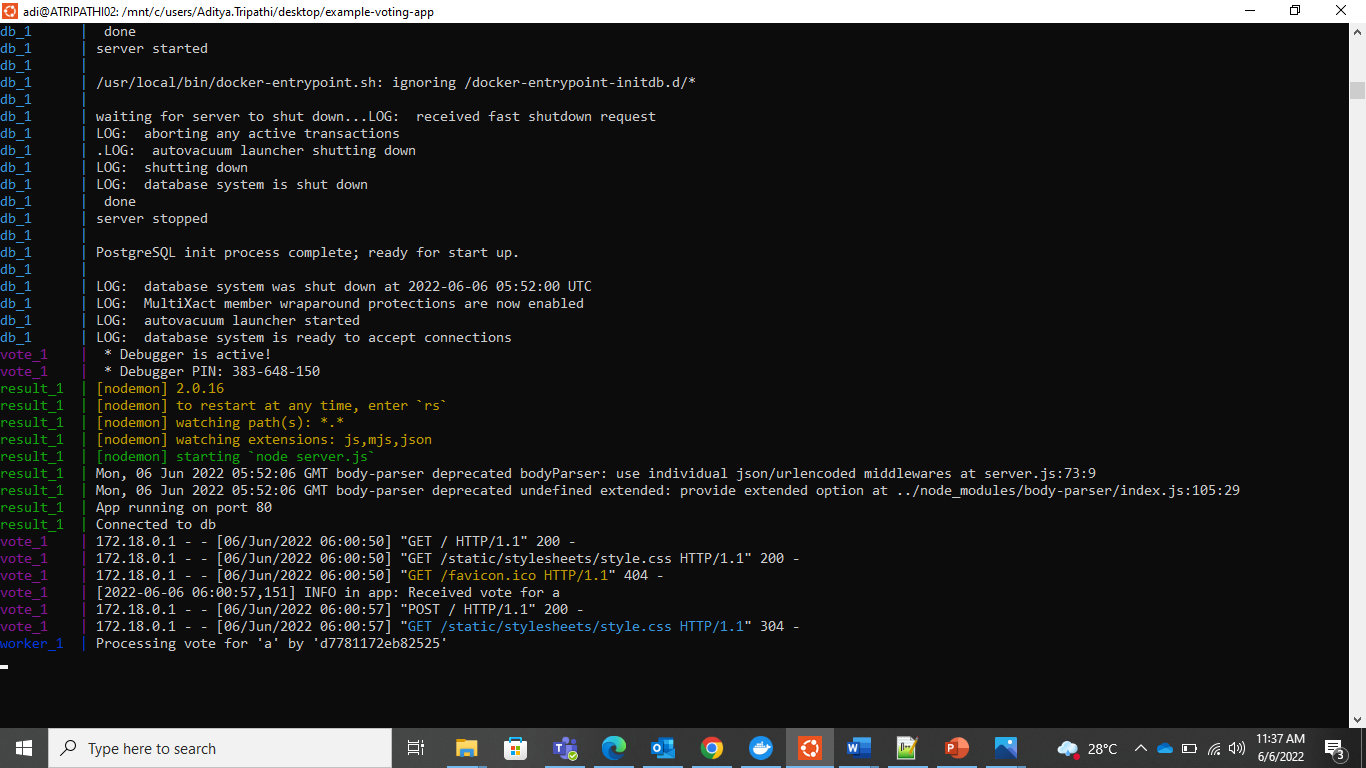 adi@ATRIPATHI02: /mnt/c/users/Aditya.Tripathi/desktop/example-voting-app
db_1 | done
db_1 | server started
db_1 |
db_1 | /usr/local/bin/docker-entrypoint.sh: ignoring /docker-entrypoint-initdb.d/*
db_1 |
db_1 | waiting for server to shut down...LOG:  received fast shutdown request
db_1 | LOG:  aborting any active transactions
db_1 | .LOG:  autovacuum launcher shutting down
db_1 | LOG:  shutting down
db_1 | LOG:  database system is shut down
db_1 | done
db_1 | server stopped
db_1 |
db_1 | PostgreSQL init process complete; ready for start up.
db_1 |
db_1 | LOG:  database system was shut down at 2022-06-06 05:52:00 UTC
db_1 | LOG:  MultiXact member wraparound protections are now enabled
db_1 | LOG:  autovacuum launcher started
db_1 | LOG:  database system is ready to accept connections
vote_1 | * Debugger is active!
vote_1 | * Debugger PIN: 383-648-150
result_1 | [nodemon] 2.0.16
result_1 | [nodemon] to restart at any time, enter `rs`
result_1 | [nodemon] watching path(s): *.*
result_1 | [nodemon] watching extensions: js,mjs,json
result_1 | [nodemon] starting `node server.js`
result_1 | Mon, 06 Jun 2022 05:52:06 GMT body-parser deprecated bodyParser: use individual json/urlencoded middlewares at server.js:73:9
result_1 | Mon, 06 Jun 2022 05:52:06 GMT body-parser deprecated undefined extended: provide extended option at ../node_modules/body-parser/index.js:105:29
result_1 | App running on port 80
result_1 | Connected to db
vote_1 | 172.18.0.1 - - [06/Jun/2022 06:00:50] "GET / HTTP/1.1" 200 -
vote_1 | 172.18.0.1 - - [06/Jun/2022 06:00:50] "GET /static/stylesheets/style.css HTTP/1.1" 200 -
vote_1 | 172.18.0.1 - - [06/Jun/2022 06:00:50] "GET /favicon.ico HTTP/1.1" 404 -
vote_1 | [2022-06-06 06:00:57,151] INFO in app: Received vote for a
vote_1 | 172.18.0.1 - - [06/Jun/2022 06:00:57] "POST / HTTP/1.1" 200 -
vote_1 | 172.18.0.1 - - [06/Jun/2022 06:00:57] "GET /static/stylesheets/style.css HTTP/1.1" 304 -
worker_1 | Processing vote for 'a' by 'd7781172eb82525'
Type here to search
28°C
11:37 AM
6/6/2022
3